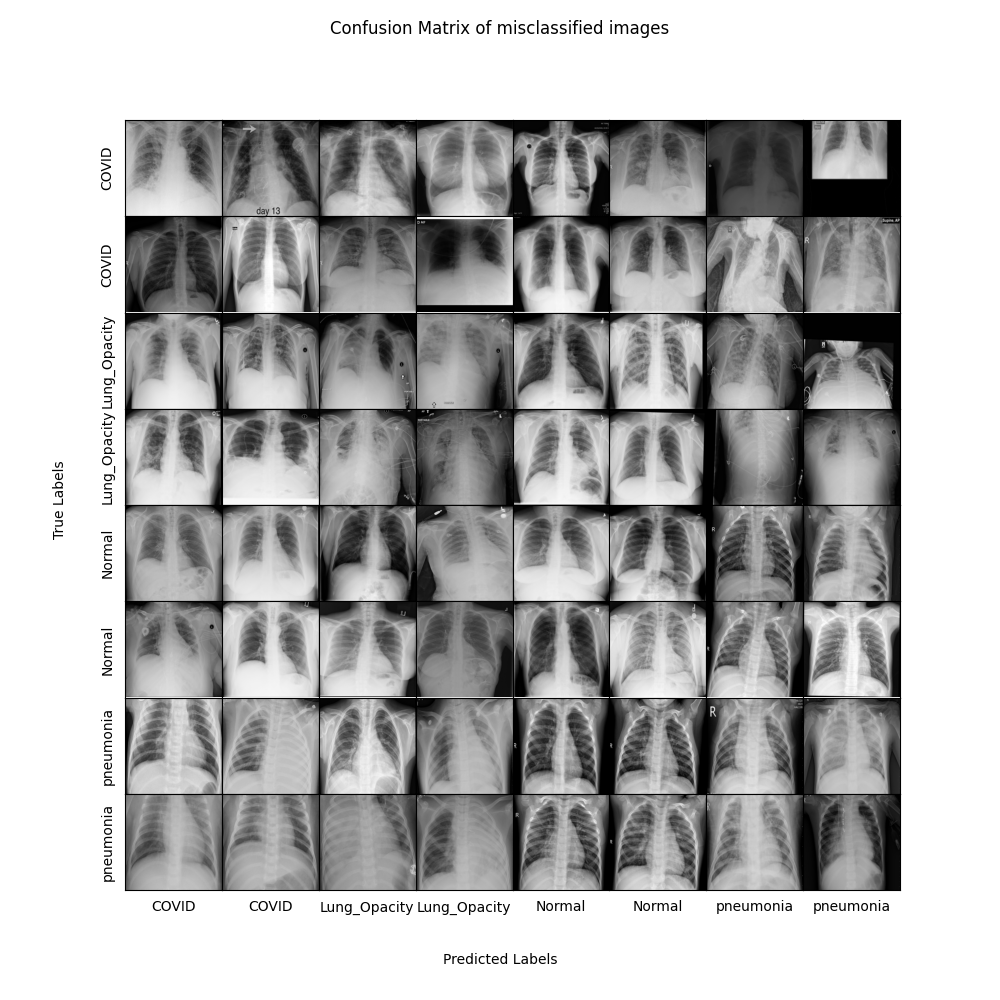 Confusion Matrix of misclassified images
True Labels
COVID
day 13
COVID
R
Lung_Opacity
Lung_Opacity
Normal
R
Normal
pneumonia
R
pneumonia
COVID COVID Lung_Opacity Lung_Opacity Normal Normal pneumonia pneumonia
Predicted Labels